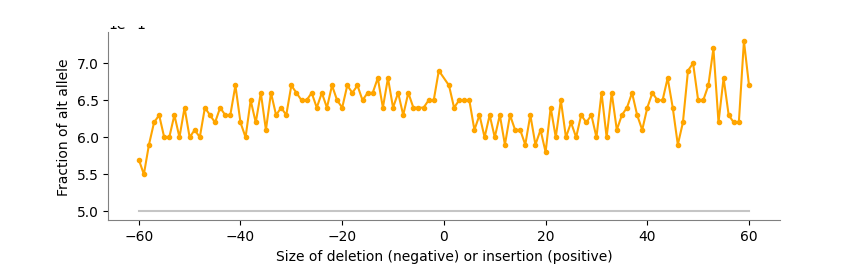 7.0
6.5
6.0
5.5
5.0
Fraction of alt allele
−60 −40 −20 0 20 40 60
Size of deletion (negative) or insertion (positive)